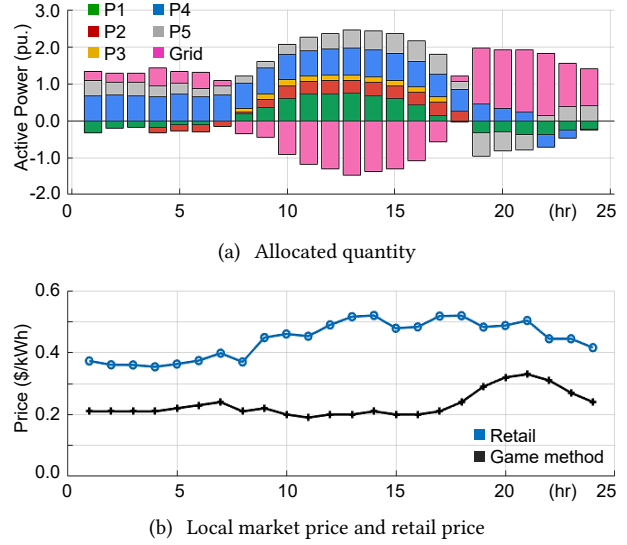 Active Power (pu.)
3.0
2.0
1.0
0.0
-1.0
-2.0
P1 P4
P2 P5
P3 Grid
0 5 10 15 20 (hr) 25
(a) Allocated quantity
Price ($/kWh)
0.6
0.4
0.2
0.0
Retail
Game method
0 5 10 15 20 (hr) 25
(b) Local market price and retail price